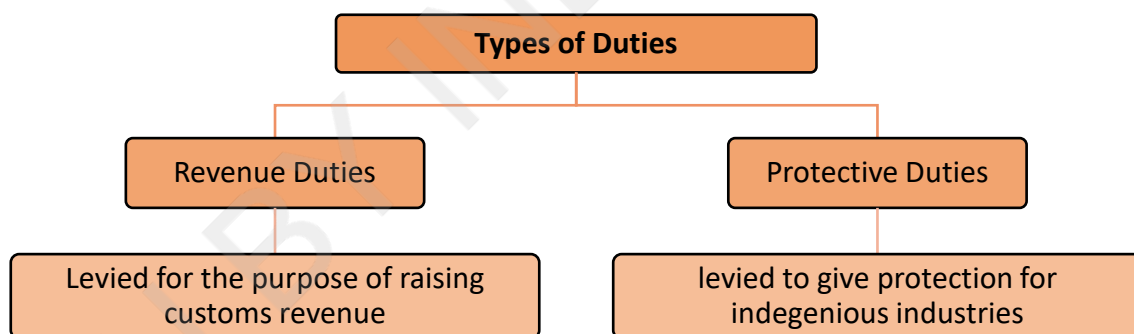 Types of Duties
Revenue Duties
Protective Duties
Levied for the purpose of raising
customs revenue
levied to give protection for
indegenious industries